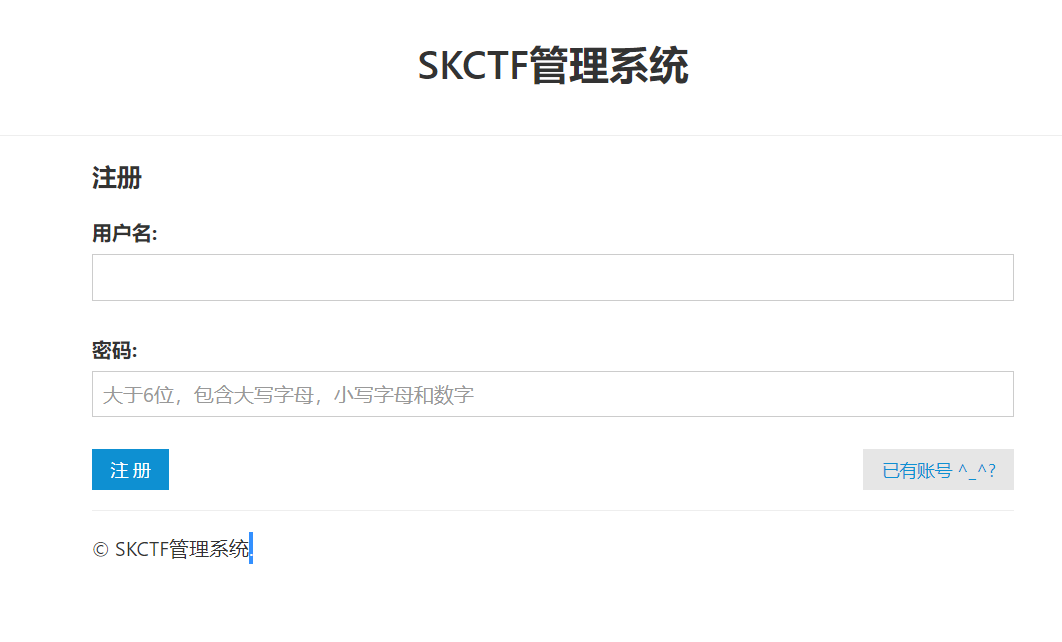 SKCTF管理系统
注册
用户名:
密码:
大于6位，包含大写字母，小写字母和数字
注 册
已有账号 ^_^?
© SKCTF管理系统.